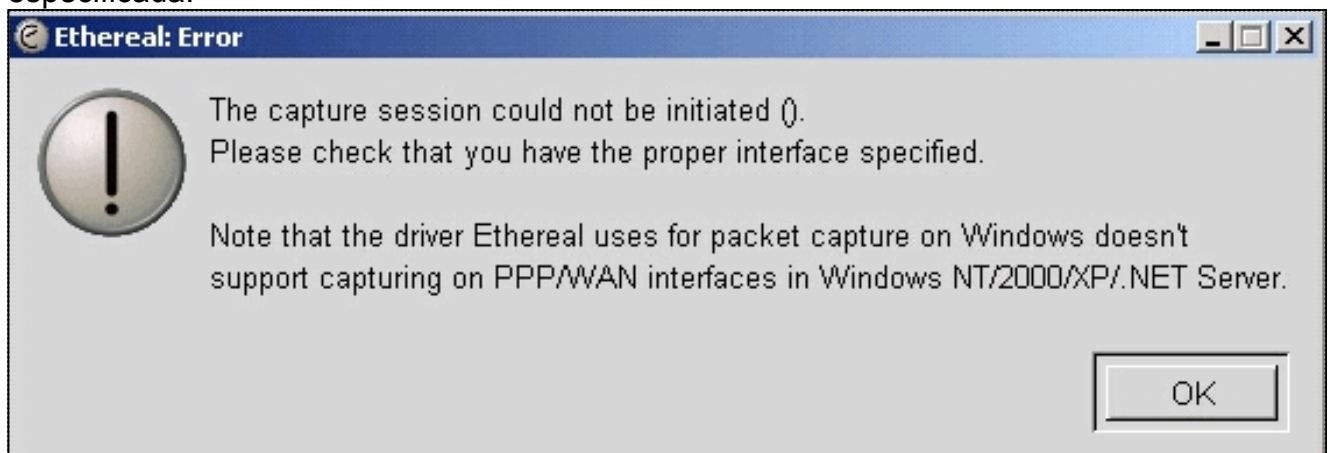 especificada.
Ethereal: Error
The capture session could not be initiated ().
Please check that you have the proper interface specified.
Note that the driver Ethereal uses for packet capture on Windows doesn't
support capturing on PPP/WAN interfaces in Windows NT/2000/XP/.NET Server.
OK